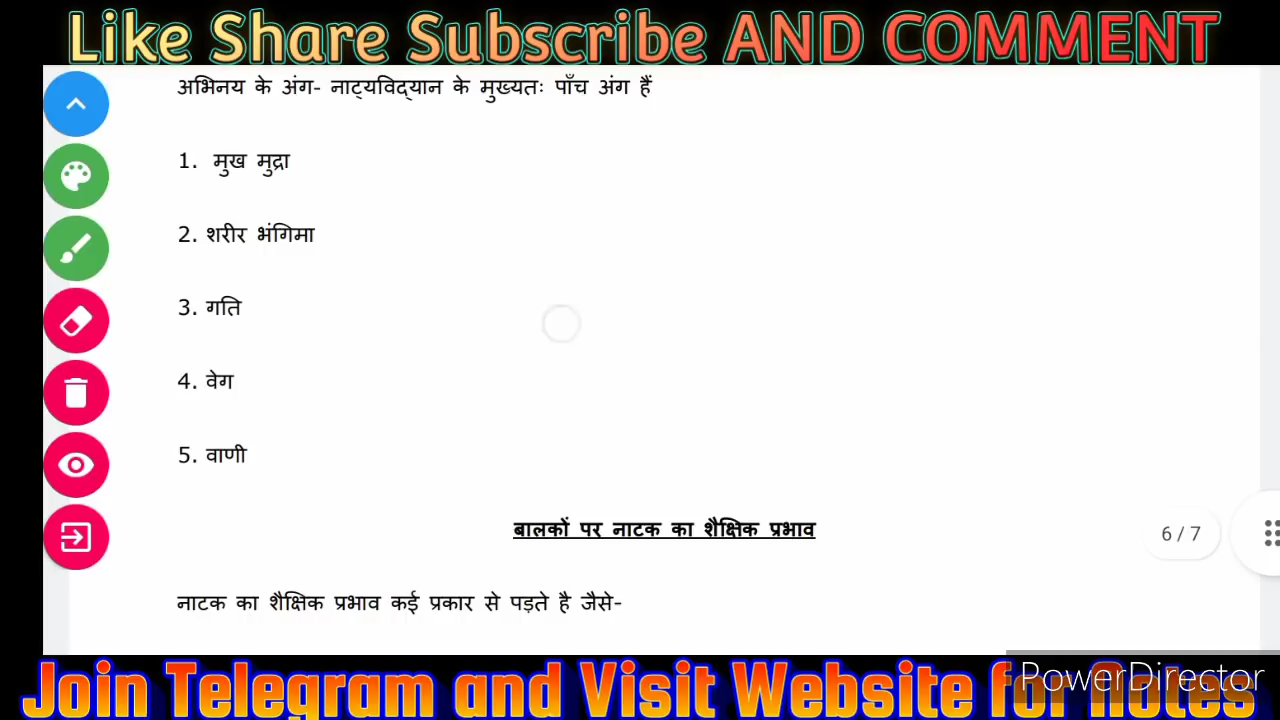 Like Share Subscribe AND COMMENT
अभिनय के अंग- नाट्यविद्यान के मुख्यतः पाँच अंग हैं
1. मुख मुद्रा
2. शरीर भंगिमा
3. गति
4. वेग
5. वाणी
बालकों पर नाटक का शैक्षिक प्रभाव
6 / 7
नाटक का शैक्षिक प्रभाव कई प्रकार से पड़ते है जैसे-
PowerDirector
Join Telegram and Visit Website for Notes